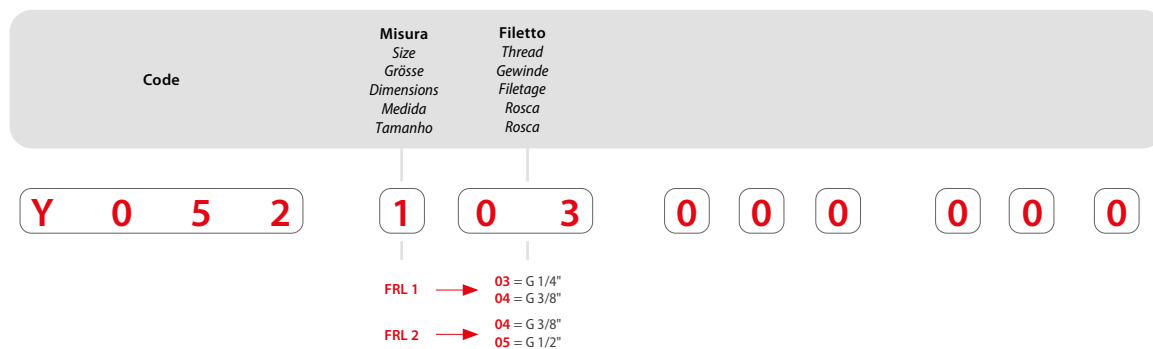 Code
Misura
Size
Grösse
Dimensions
Medida
Tamanho
Filetto
Thread
Gewinde
Filetage
Rosca
Rosca
Y 0 5 2 1 0 3 0 0 0 0 0 0
FRL 1
03 = G 1/4"
04 = G 3/8"
FRL 2
04 = G 3/8"
05 = G 1/2"